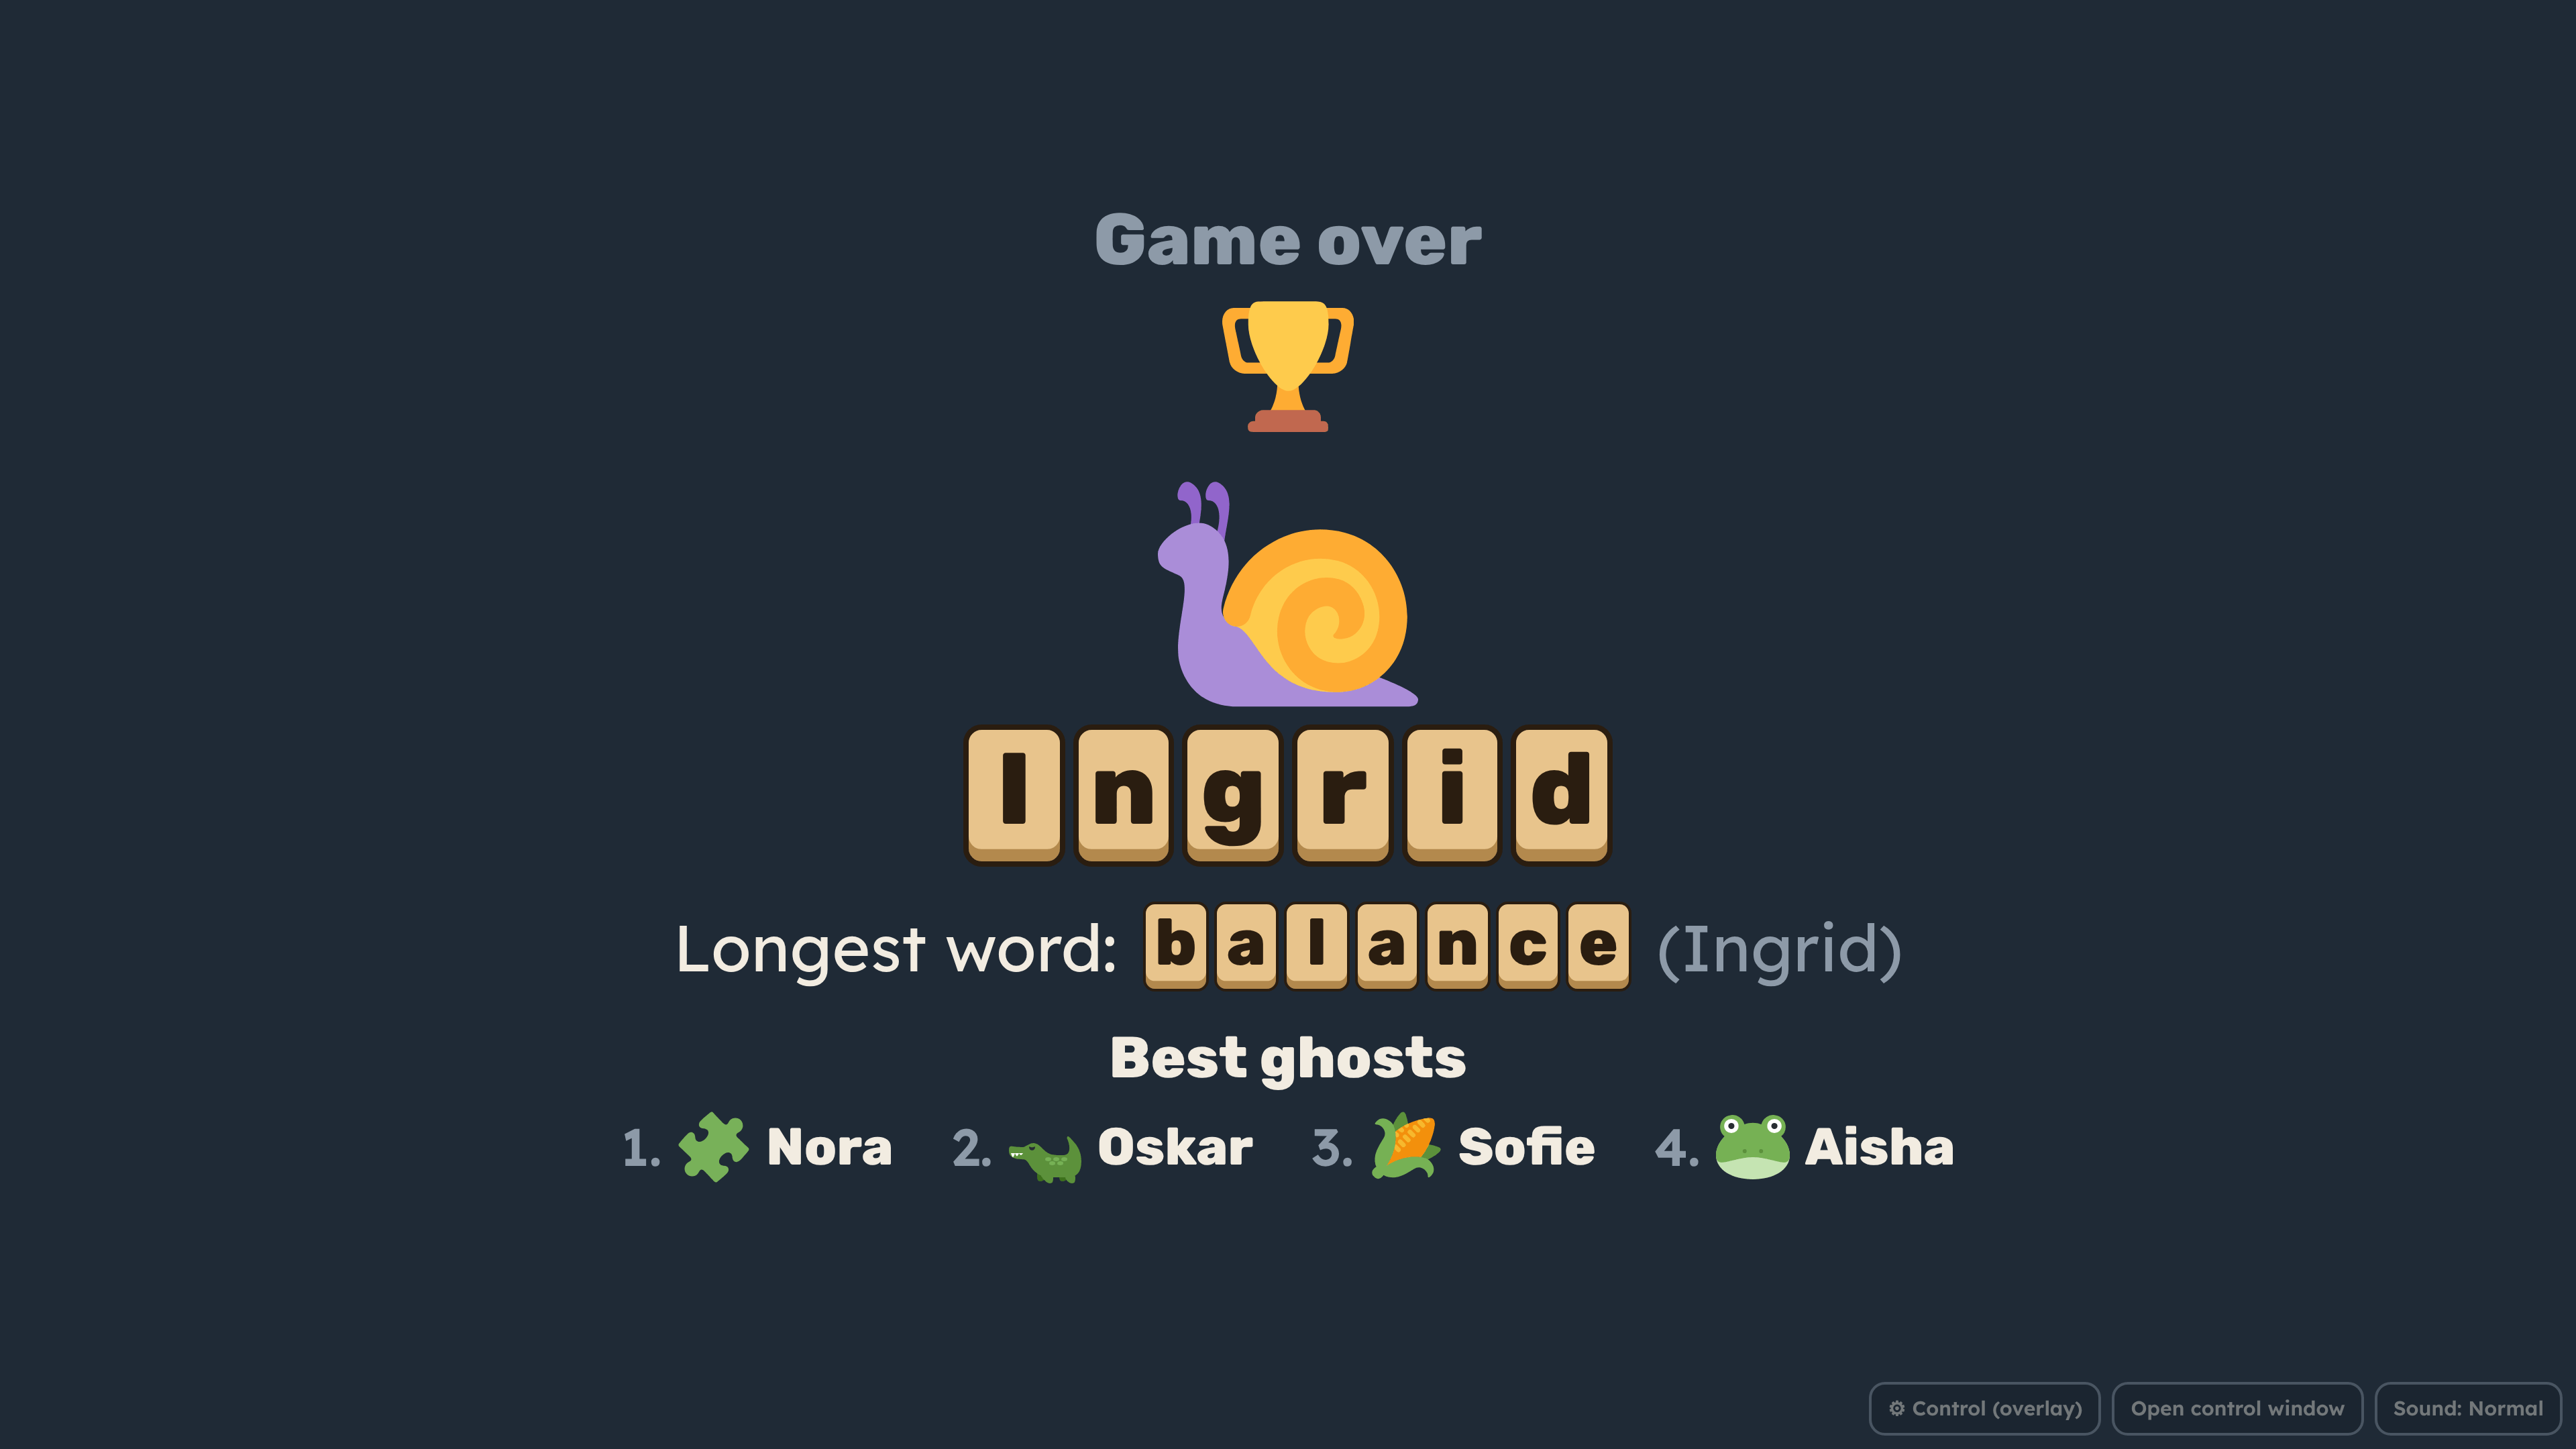 Game over
Ingrid
Longest word: balance (Ingrid)
Best ghosts
1. Nora 2. Oskar 3. Sofie 4. Aisha
⚙ Control (overlay) Open control window Sound: Normal